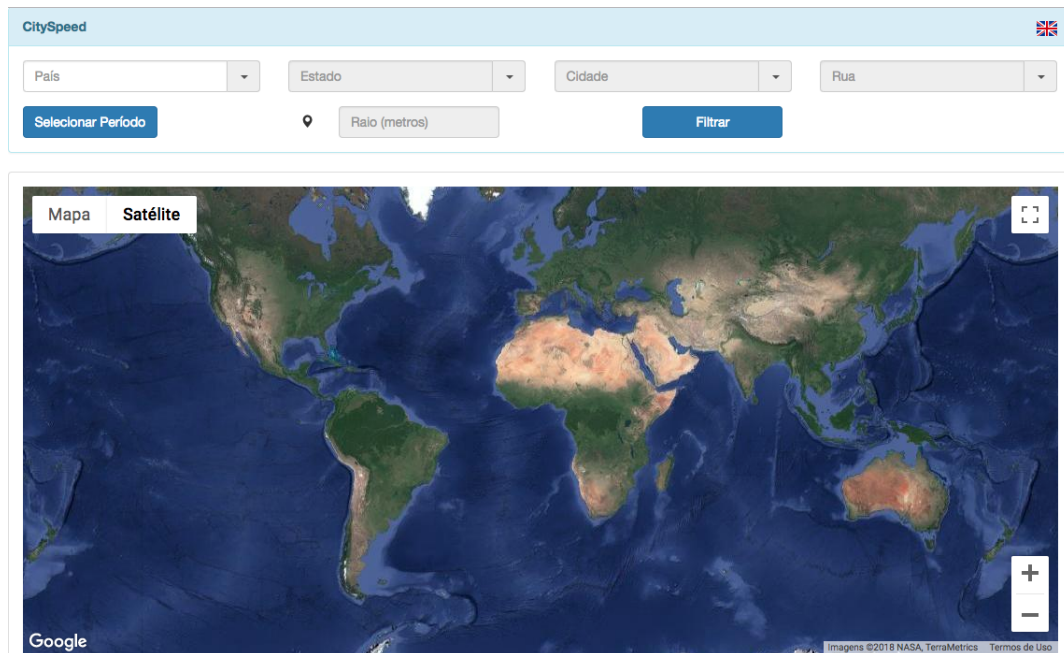 CitySpeed
País Estado Cidade Rua
Selecionar Período Raio (metros) Filtrar
Mapa Satélite
Google
Imagens ©2018 NASA, TerraMetrics Termos de Uso